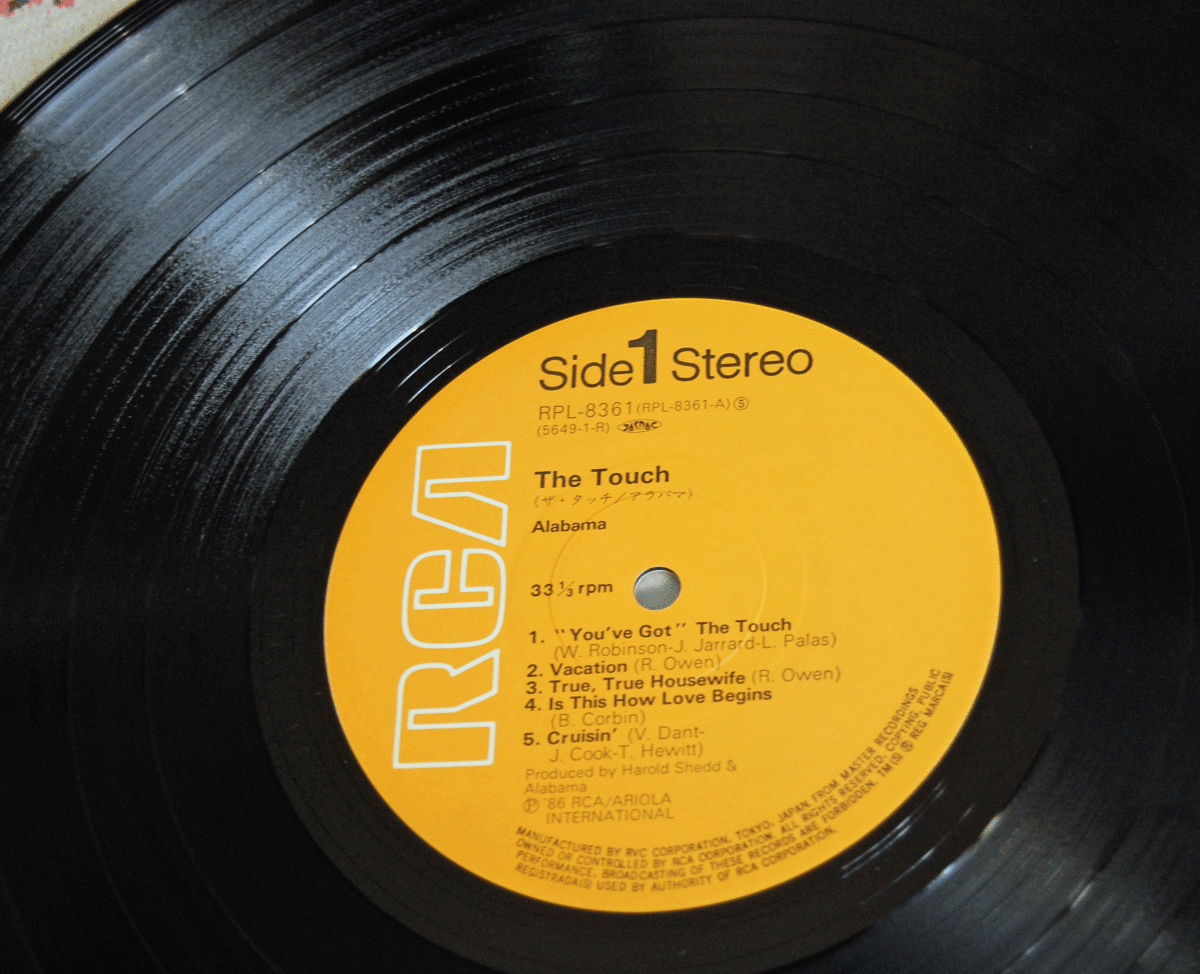 Side 1 Stereo
RPL-8361 (RPL-8361-A) ⑤
(5649-1-R) JASRAC
The Touch
(ザ・タッチ/アラバマ)
Alabama
33 1/3 rpm
1. "You've Got" The Touch
(W. Robinson-J. Jarrard-L. Palas)
2. Vacation (R. Owen)
3. True, True Housewife (R. Owen)
4. Is This How Love Begins
(B. Corbin)
5. Cruisin' (V. Dant-
J. Cook-T. Hewitt)
Produced by Harold Shedd &
Alabama
Ⓟ '86 RCA/ARIOLA
INTERNATIONAL
RCA
MANUFACTURED BY RVC CORPORATION, TOKYO, JAPAN FROM MASTER RECORDINGS
OWNED OR CONTROLLED BY RCA CORPORATION. ALL RIGHTS RESERVED. COPYING, PUBLIC
PERFORMANCE, BROADCASTING OF THESE RECORDS ARE FORBIDDEN. TM(S) ® REG MARCA(S)
REGISTRADA(S) USED BY AUTHORITY OF RCA CORPORATION.